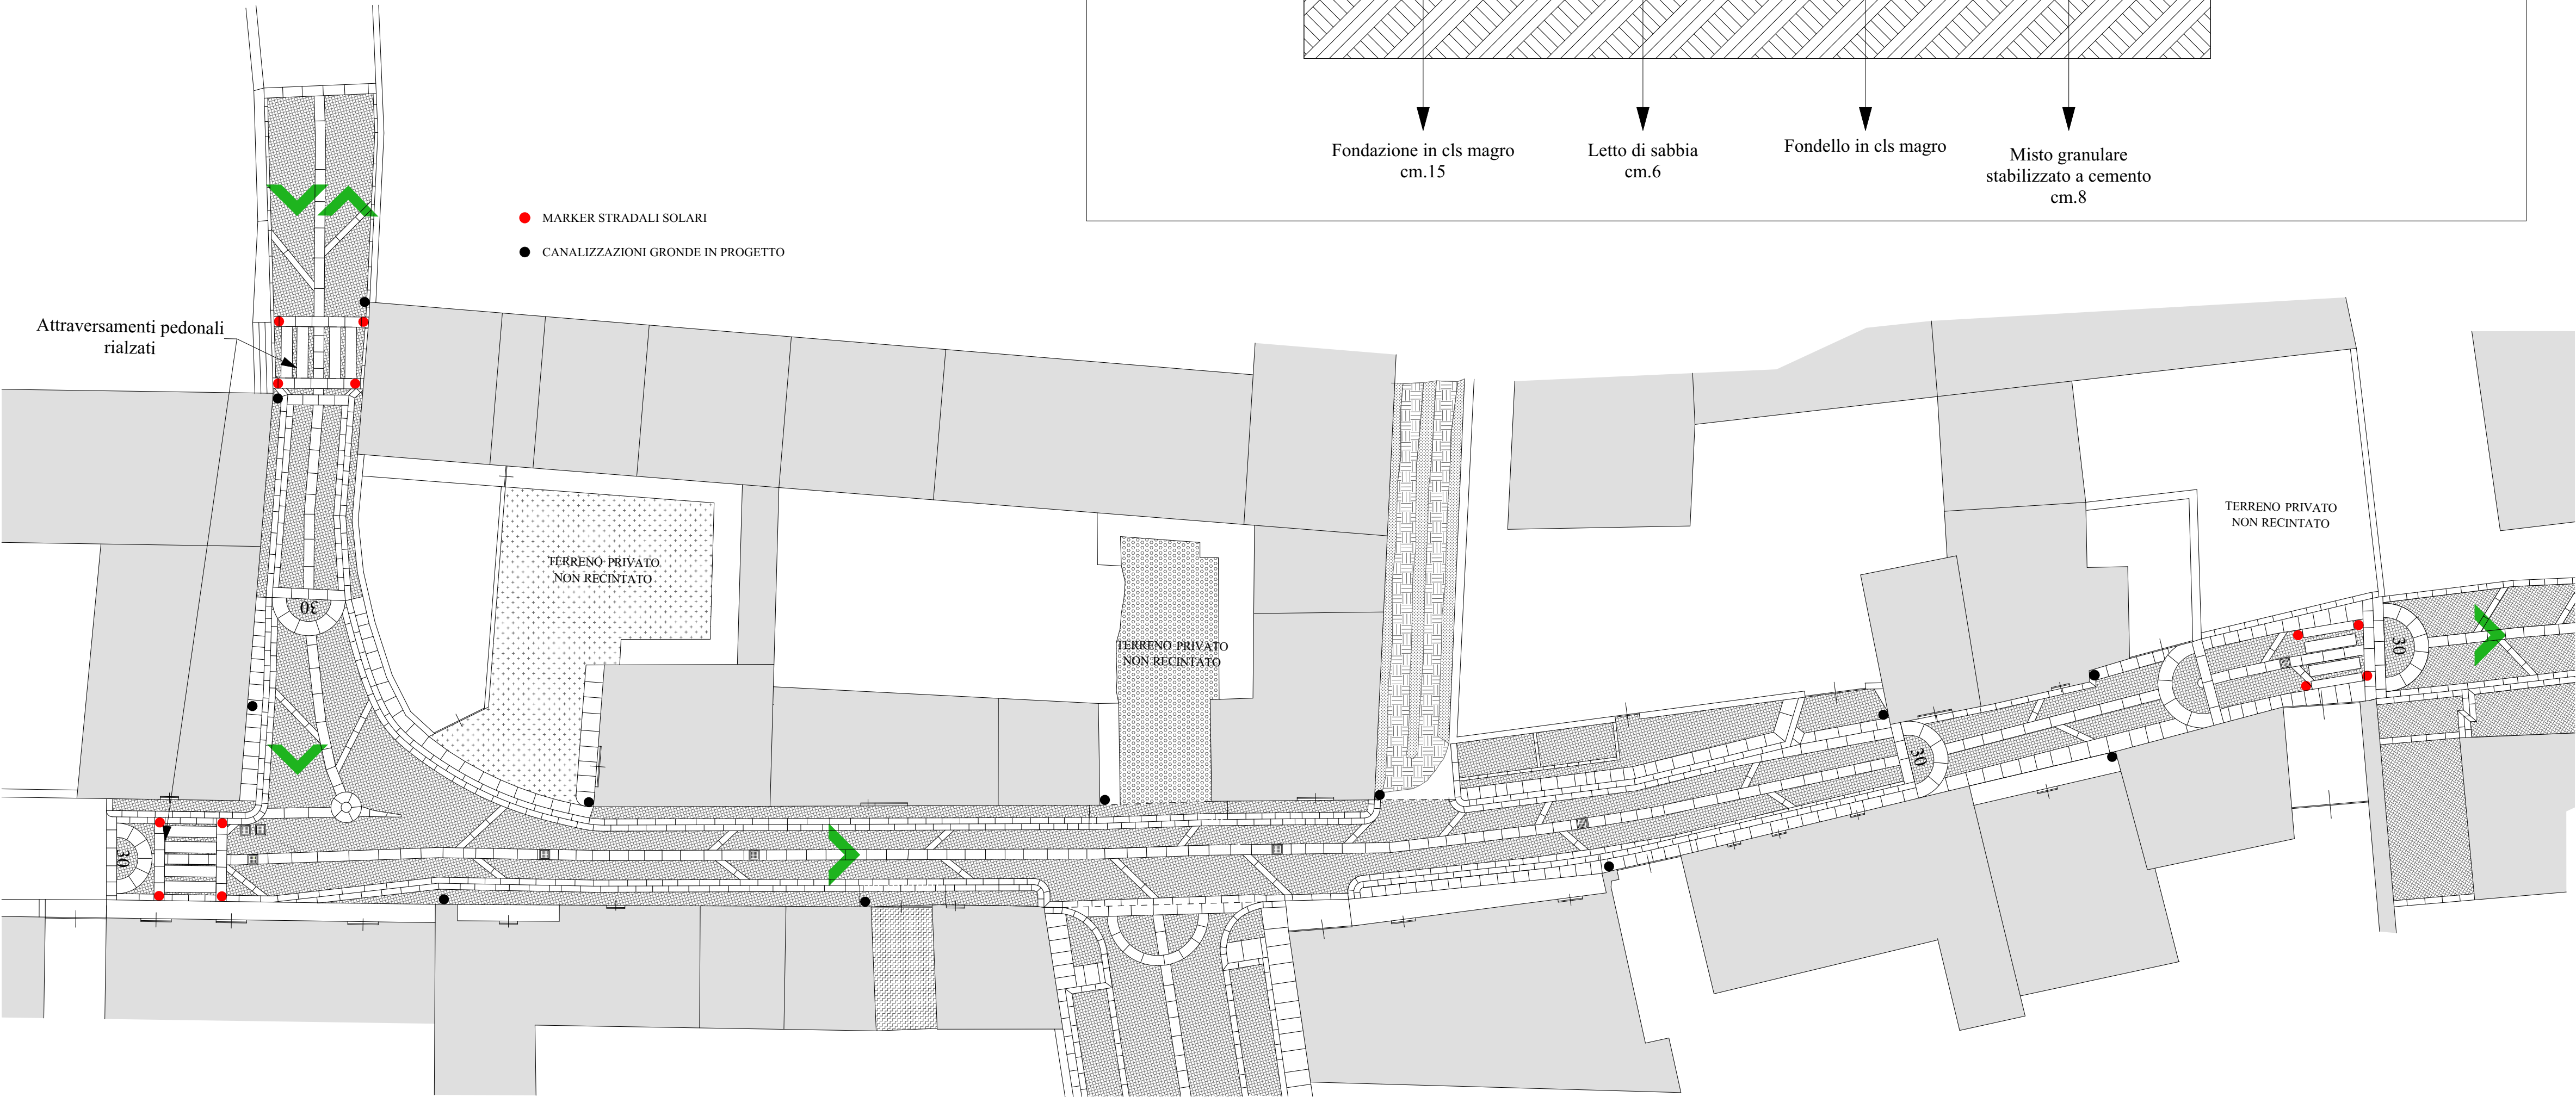 Fondazione in cls magro
cm.15
Letto di sabbia
cm.6
Fondello in cls magro
Misto granulare
stabilizzato a cemento
cm.8
MARKER STRADALI SOLARI
CANALIZZAZIONI GRONDE IN PROGETTO
Attraversamenti pedonali
rialzati
TERRENO PRIVATO
NON RECINTATO
TERRENO PRIVATO
NON RECINTATO
TERRENO PRIVATO
NON RECINTATO
30
30
30
30